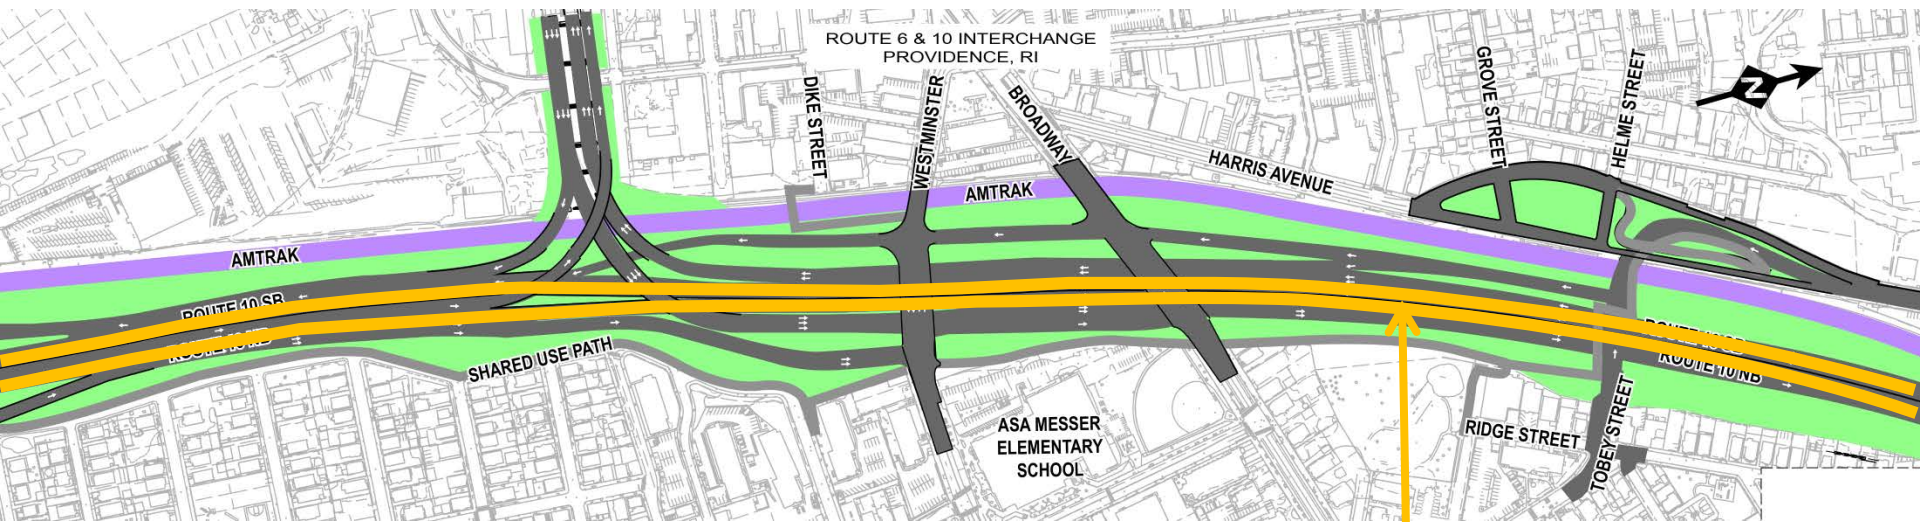 ROUTE 6 & 10 INTERCHANGE
PROVIDENCE, RI
DIKE STREET
WESTMINSTER
BROADWAY
HARRIS AVENUE
GROVE STREET
HELME STREET
N
AMTRAK
AMTRAK
ROUTE 10 SB
SHARED USE PATH
ROUTE 10 NB
ASA MESSER
ELEMENTARY
SCHOOL
RIDGE STREET
TOBEY STREET